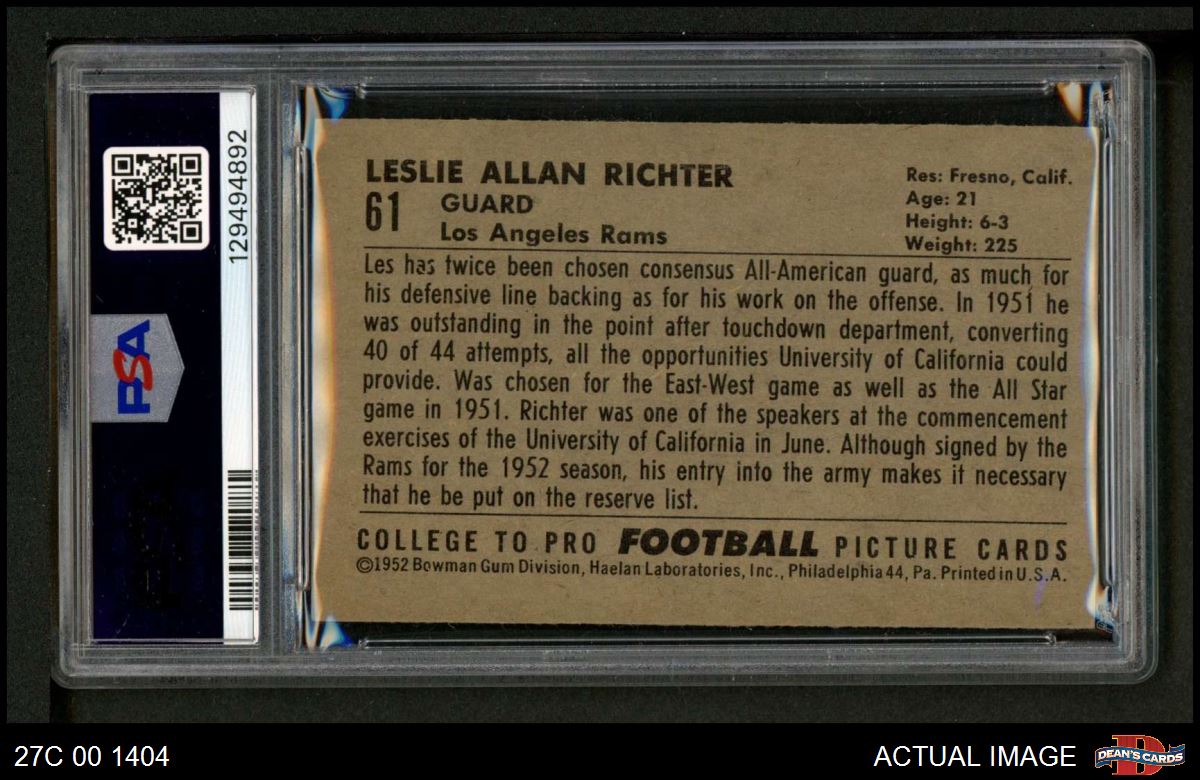 LESLIE ALLAN RICHTER
61 GUARD
Los Angeles Rams
Res: Fresno, Calif.
Age: 21
Height: 6-3
Weight: 225
Les has twice been chosen consensus All-American guard, as much for
his defensive line backing as for his work on the offense. In 1951 he
was outstanding in the point after touchdown department, converting
40 of 44 attempts, all the opportunities University of California could
provide. Was chosen for the East-West game as well as the All Star
game in 1951. Richter was one of the speakers at the commencement
exercises of the University of California in June. Although signed by the
Rams for the 1952 season, his entry into the army makes it necessary
that he be put on the reserve list.
COLLEGE TO PRO FOOTBALL PICTURE CARDS
©1952 Bowman Gum Division, Haelan Laboratories, Inc., Philadelphia 44, Pa. Printed in U.S.A.
129494892
PSA
27C 00 1404
ACTUAL IMAGE
D
DEAN'S CARDS